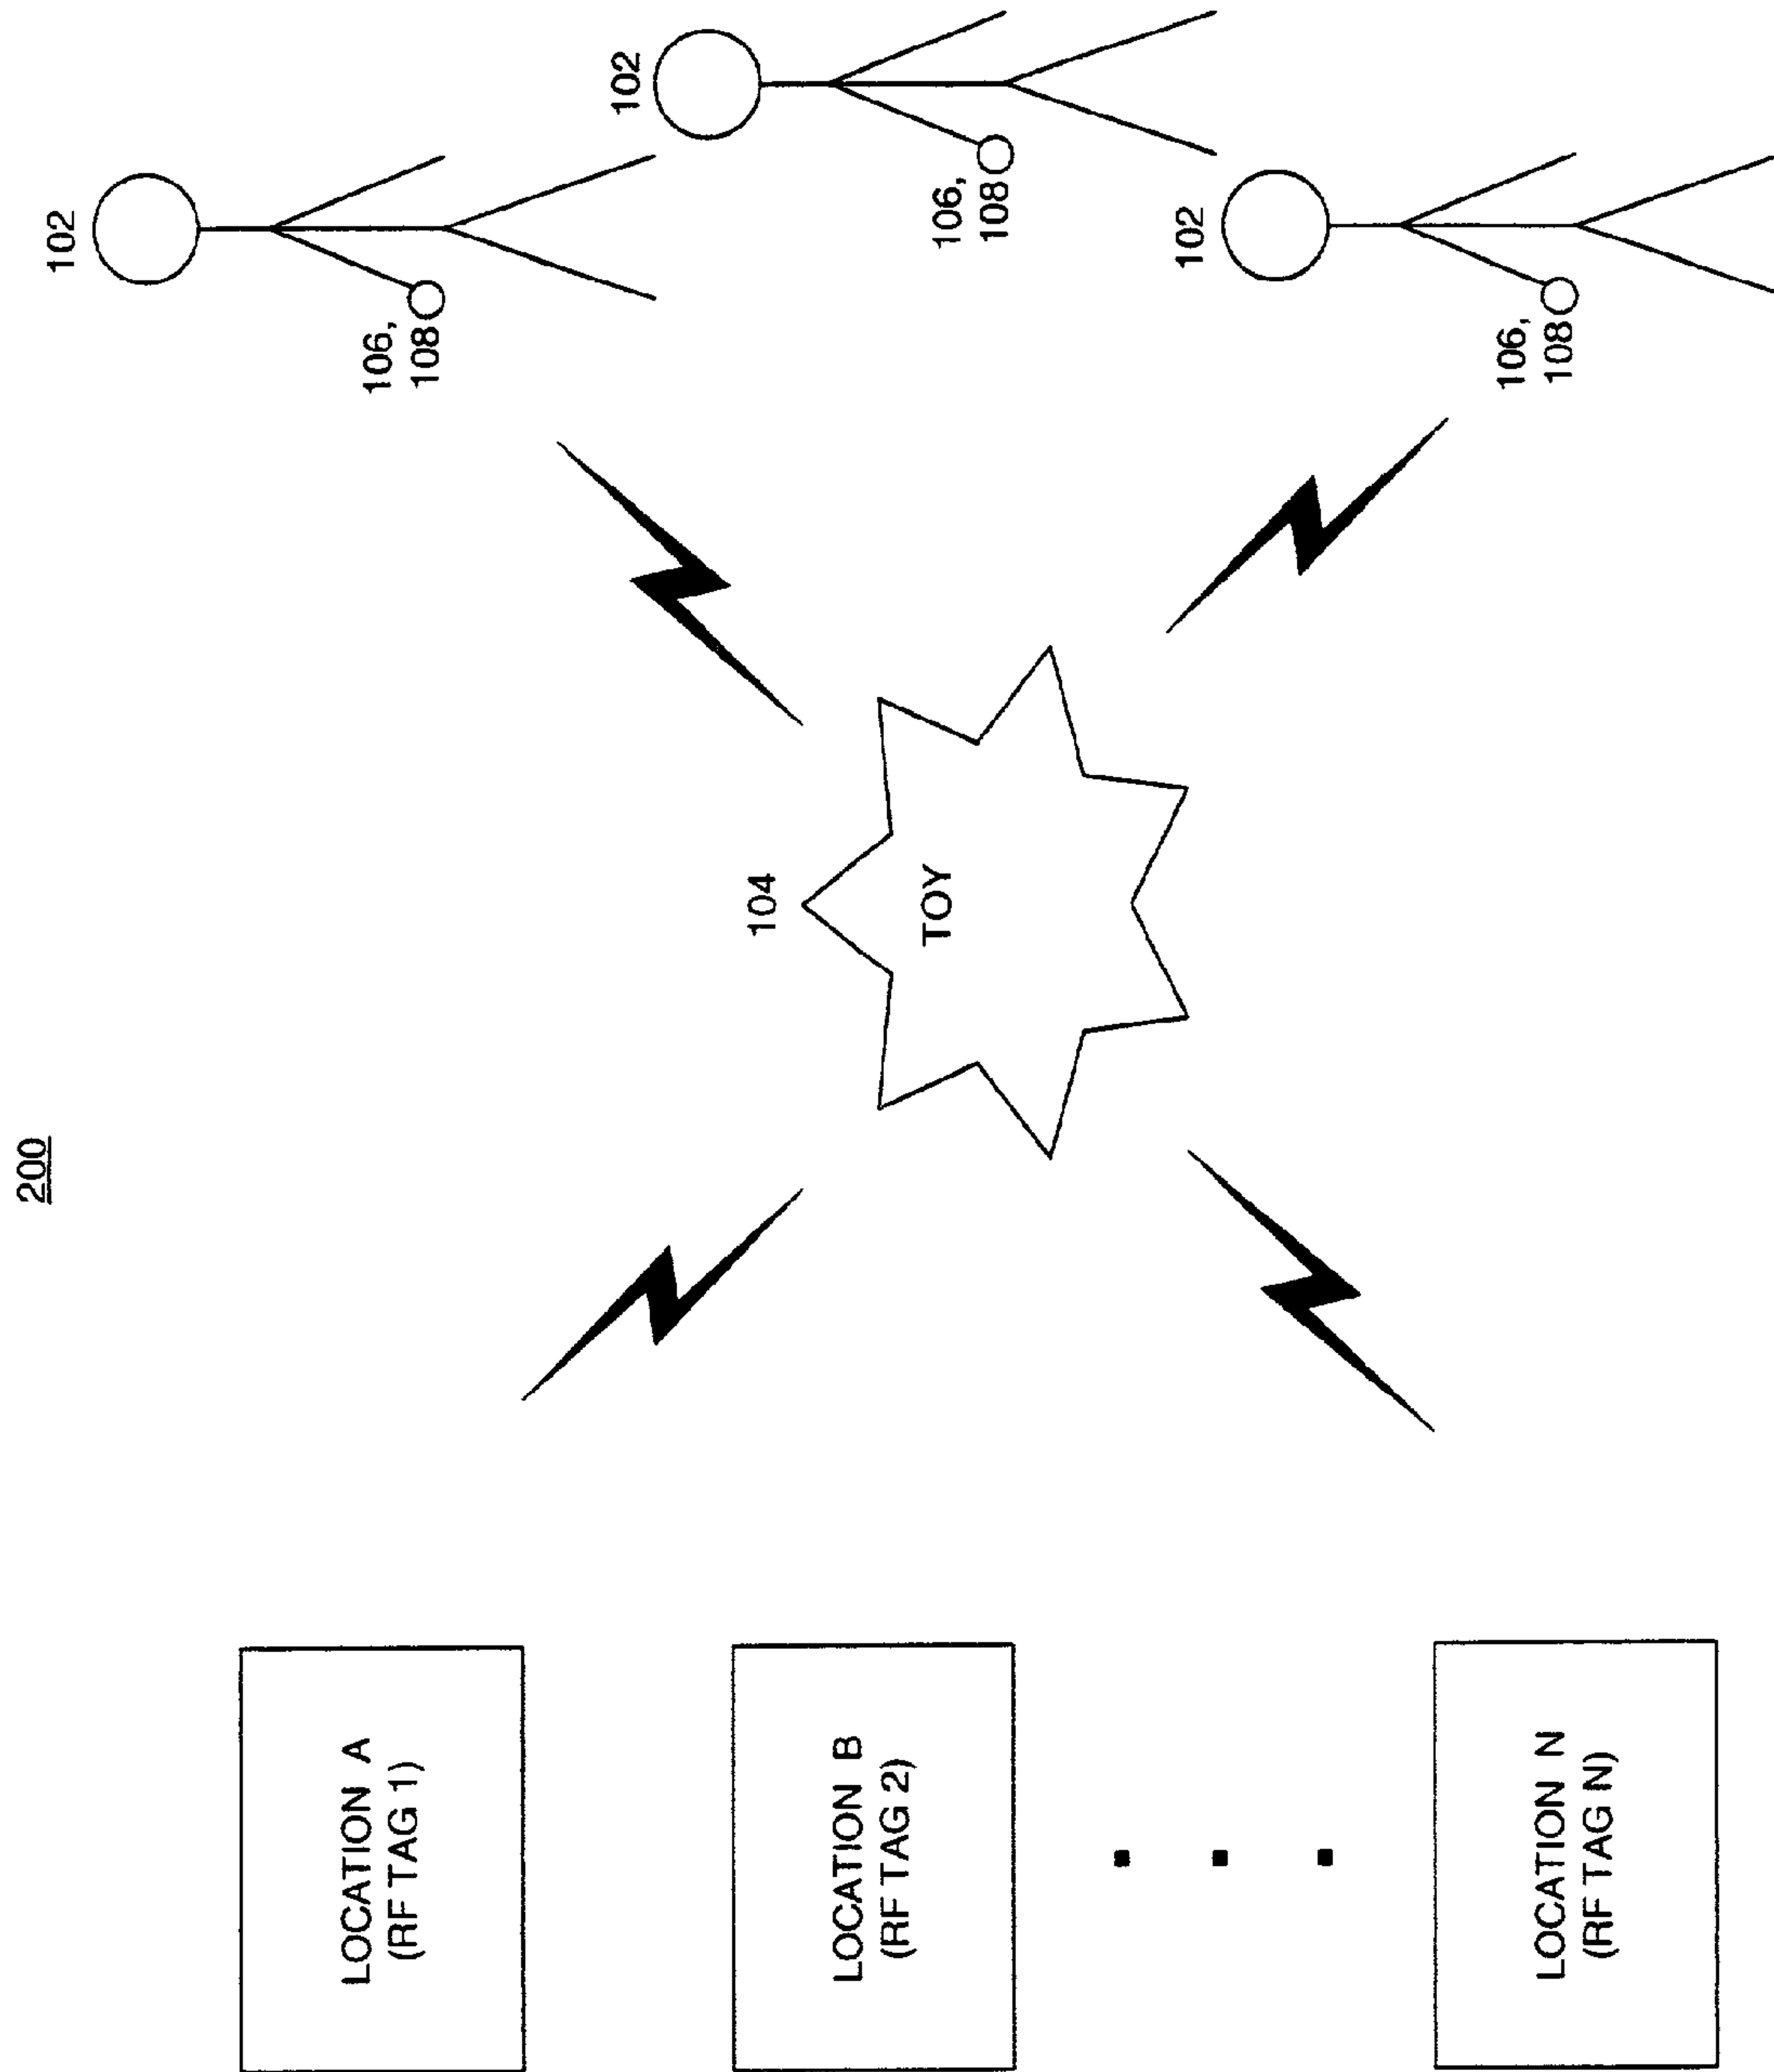 200
LOCATION A
(RF TAG 1)
LOCATION B
(RF TAG 2)
LOCATION N
(RF TAG N)
104
TOY
102
106,
108
102
106,
108
102
106,
108